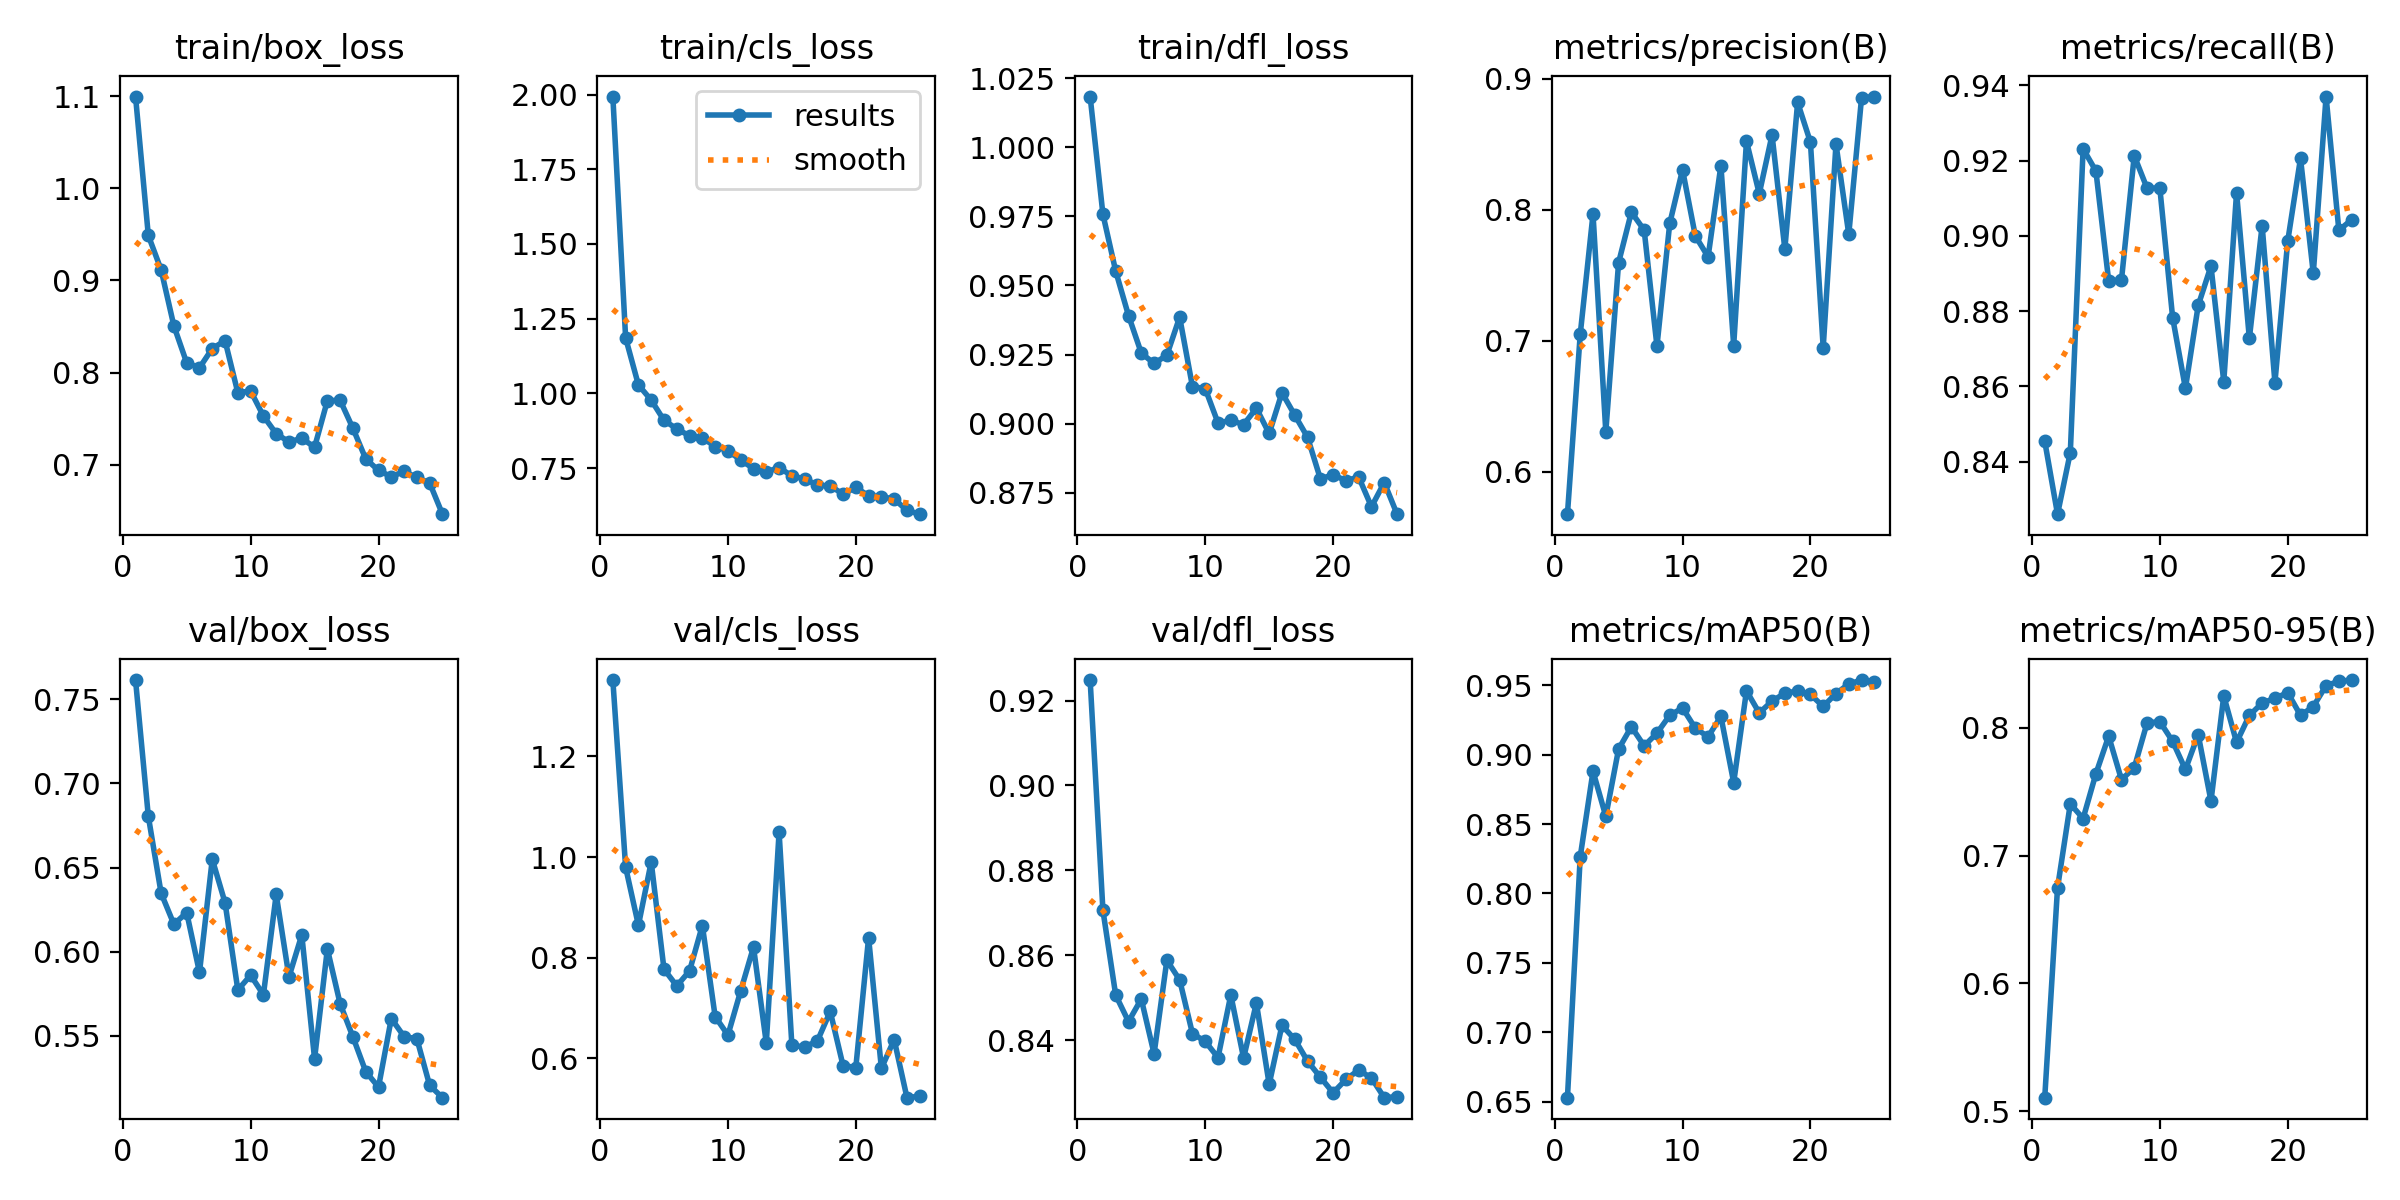 train/box_loss
1.1
1.0
0.9
0.8
0.7
0 10 20
train/cls_loss
results
smooth
2.00
1.75
1.50
1.25
1.00
0.75
0 10 20
train/dfl_loss
1.025
1.000
0.975
0.950
0.925
0.900
0.875
0 10 20
metrics/precision(B)
0.9
0.8
0.7
0.6
0 10 20
metrics/recall(B)
0.94
0.92
0.90
0.88
0.86
0.84
0 10 20
val/box_loss
0.75
0.70
0.65
0.60
0.55
0 10 20
val/cls_loss
1.2
1.0
0.8
0.6
0 10 20
val/dfl_loss
0.92
0.90
0.88
0.86
0.84
0 10 20
metrics/mAP50(B)
0.95
0.90
0.85
0.80
0.75
0.70
0.65
0 10 20
metrics/mAP50-95(B)
0.8
0.7
0.6
0.5
0 10 20